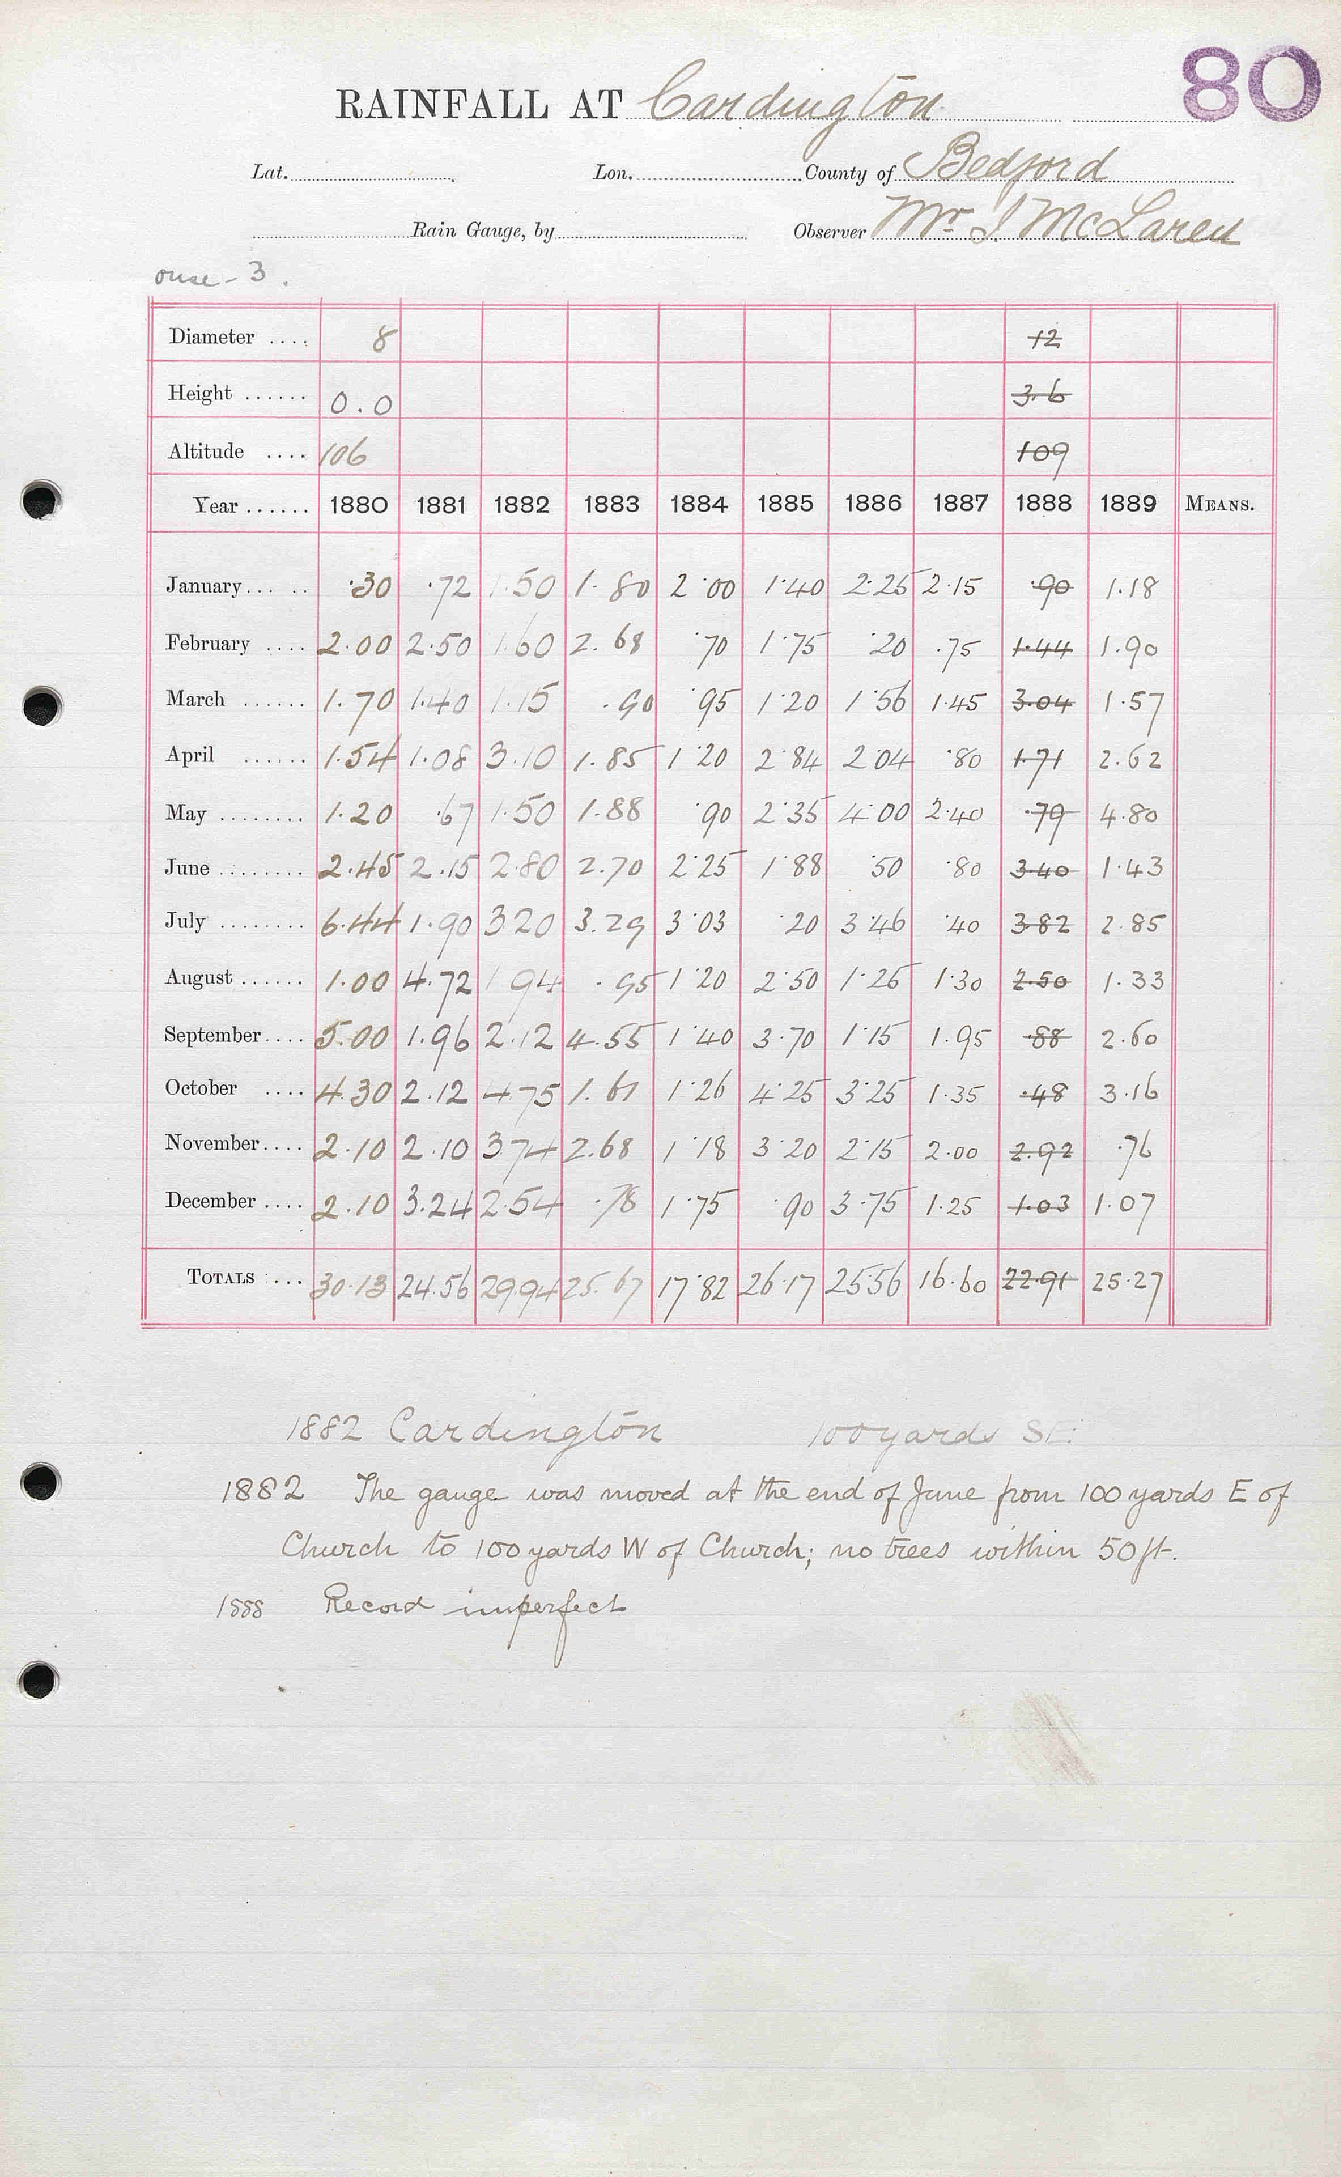 80
RAINFALL AT Cardington
Lat. Lon. County of Bedford
Rain Gauge, by Observer Mr J McLaren
ouse - 3.
Diameter .... 8 12
Height ...... 0.0 3.6
Altitude .... 106 109
Year ...... 1880 1881 1882 1883 1884 1885 1886 1887 1888 1889 MEANS.
January ..... .30 .72 1.50 1.80 2.00 1.40 2.25 2.15 .90 1.18
February .... 2.00 2.50 1.60 2.68 .70 1.75 .20 .75 1.44 1.90
March ...... 1.70 1.40 1.15 .90 .95 1.20 1.56 1.45 3.04 1.57
April ...... 1.54 1.08 3.10 1.85 1.20 2.84 2.04 .80 1.71 2.62
May ........ 1.20 .67 1.50 1.88 .90 2.35 4.00 2.40 .79 4.80
June ........ 2.45 2.15 2.80 2.70 2.25 1.88 .50 .80 3.40 1.43
July ........ 6.44 1.90 3.20 3.29 3.03 .20 3.46 .40 3.82 2.85
August ...... 1.00 4.72 1.94 .95 1.20 2.50 1.25 1.30 2.50 1.33
September .... 5.00 1.96 2.12 4.55 1.40 3.70 1.15 1.95 .88 2.60
October .... 4.30 2.12 4.75 1.61 1.26 4.25 3.25 1.35 .48 3.16
November .... 2.10 2.10 3.74 2.68 1.18 3.20 2.15 2.00 2.92 .76
December .... 2.10 3.24 2.54 .78 1.75 .90 3.75 1.25 1.03 1.07
TOTALS ... 30.13 24.56 29.94 25.67 17.82 26.17 25.56 16.60 22.91 25.27
1882 Cardington 100 yards
1882 The gauge was moved at the end of June from 100 yards E of
Church to 100 yards W of Church; no trees within 50 ft.
1888 Record imperfect